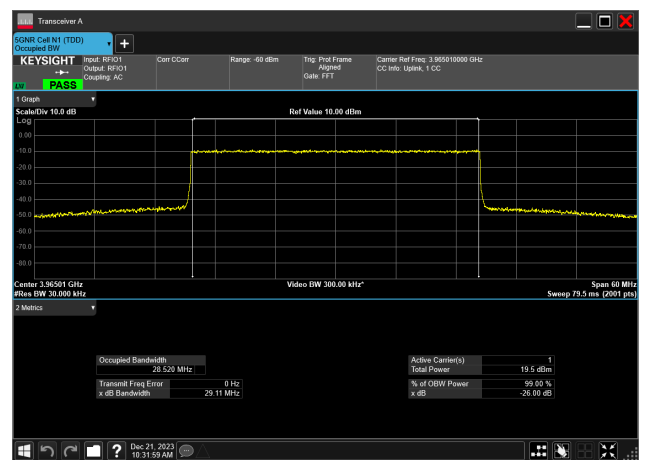 Transceiver A
5GNR Cell N1 (TDD)
Occupied BW
+
KEYSIGHT
Input: RFIO1
Output: RFIO1
Coupling: AC
Corr CCorr
Range: -60 dBm
Trig: Prot Frame
Aligned
Gate: FFT
Carrier Ref Freq: 3.965010000 GHz
CC Info: Uplink, 1 CC
LV
PASS
1 Graph
Scale/Div 10.0 dB
Ref Value 10.00 dBm
Log
0.00
-10.0
-20.0
-30.0
-40.0
-50.0
-60.0
-70.0
-80.0
Center 3.96501 GHz
Video BW 300.00 kHz*
Span 60 MHz
#Res BW 30.000 kHz
Sweep 79.5 ms (2001 pts)
2 Metrics
Occupied Bandwidth
28.520 MHz
Active Carrier(s) 1
Total Power 19.5 dBm
Transmit Freq Error 0 Hz
x dB Bandwidth 29.11 MHz
% of OBW Power 99.00 %
x dB -26.00 dB
?
Dec 21, 2023
10:31:59 AM